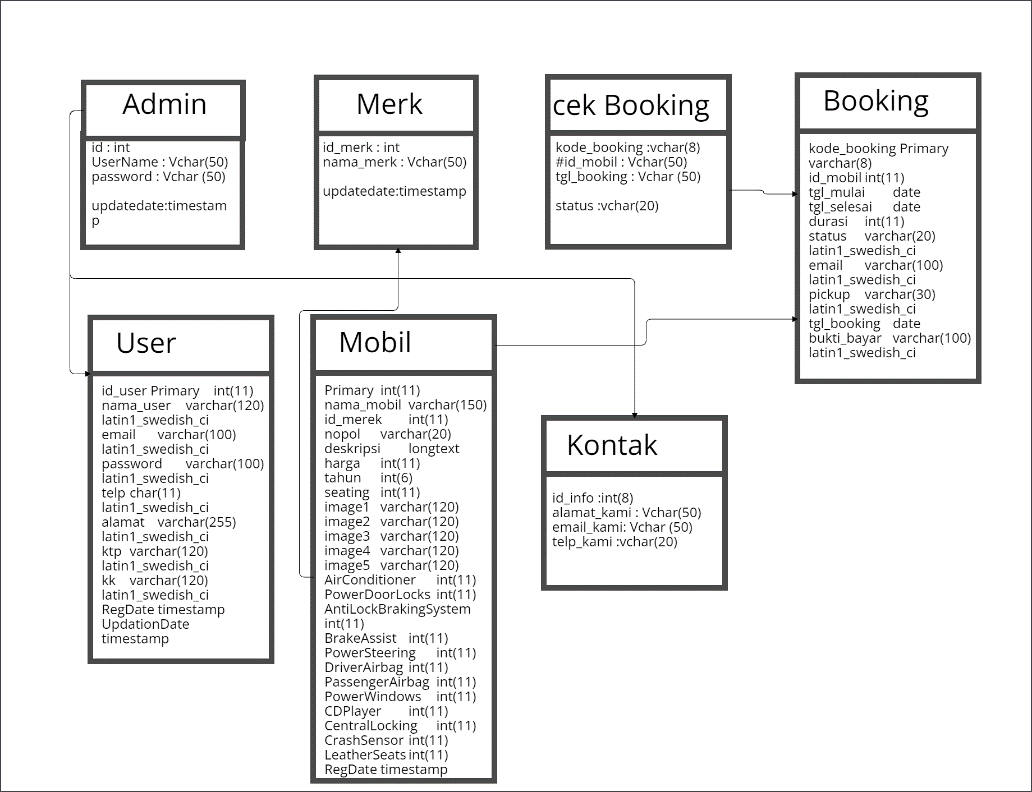 Admin
id : int
UserName : Vchar(50)
password : Vchar (50)
updatedate:timestam
p
Merk
id_merk : int
nama_merk : Vchar(50)
updatedate:timestamp
cek Booking
kode_booking :vchar(8)
#id_mobil : Vchar(50)
tgl_booking : Vchar (50)
status :vchar(20)
Booking
kode_booking Primary
varchar(8)
id_mobil int(11)
tgl_mulai date
tgl_selesai date
durasi int(11)
status varchar(20)
latin1_swedish_ci
email varchar(100)
latin1_swedish_ci
pickup varchar(30)
latin1_swedish_ci
tgl_booking date
bukti_bayar varchar(100)
latin1_swedish_ci
User
id_user Primary int(11)
nama_user varchar(120)
latin1_swedish_ci
email varchar(100)
latin1_swedish_ci
password varchar(100)
latin1_swedish_ci
telp char(11)
latin1_swedish_ci
alamat varchar(255)
latin1_swedish_ci
ktp varchar(120)
latin1_swedish_ci
kk varchar(120)
latin1_swedish_ci
RegDate timestamp
UpdationDate
timestamp
Mobil
Primary int(11)
nama_mobil varchar(150)
id_merek int(11)
nopol varchar(20)
deskripsi longtext
harga int(11)
tahun int(6)
seating int(11)
image1 varchar(120)
image2 varchar(120)
image3 varchar(120)
image4 varchar(120)
image5 varchar(120)
AirConditioner int(11)
PowerDoorLocks int(11)
AntiLockBrakingSystem
int(11)
BrakeAssist int(11)
PowerSteering int(11)
DriverAirbag int(11)
PassengerAirbag int(11)
PowerWindows int(11)
CDPlayer int(11)
CentralLocking int(11)
CrashSensor int(11)
LeatherSeats int(11)
RegDate timestamp
Kontak
id_info :int(8)
alamat_kami : Vchar(50)
email_kami: Vchar (50)
telp_kami :vchar(20)